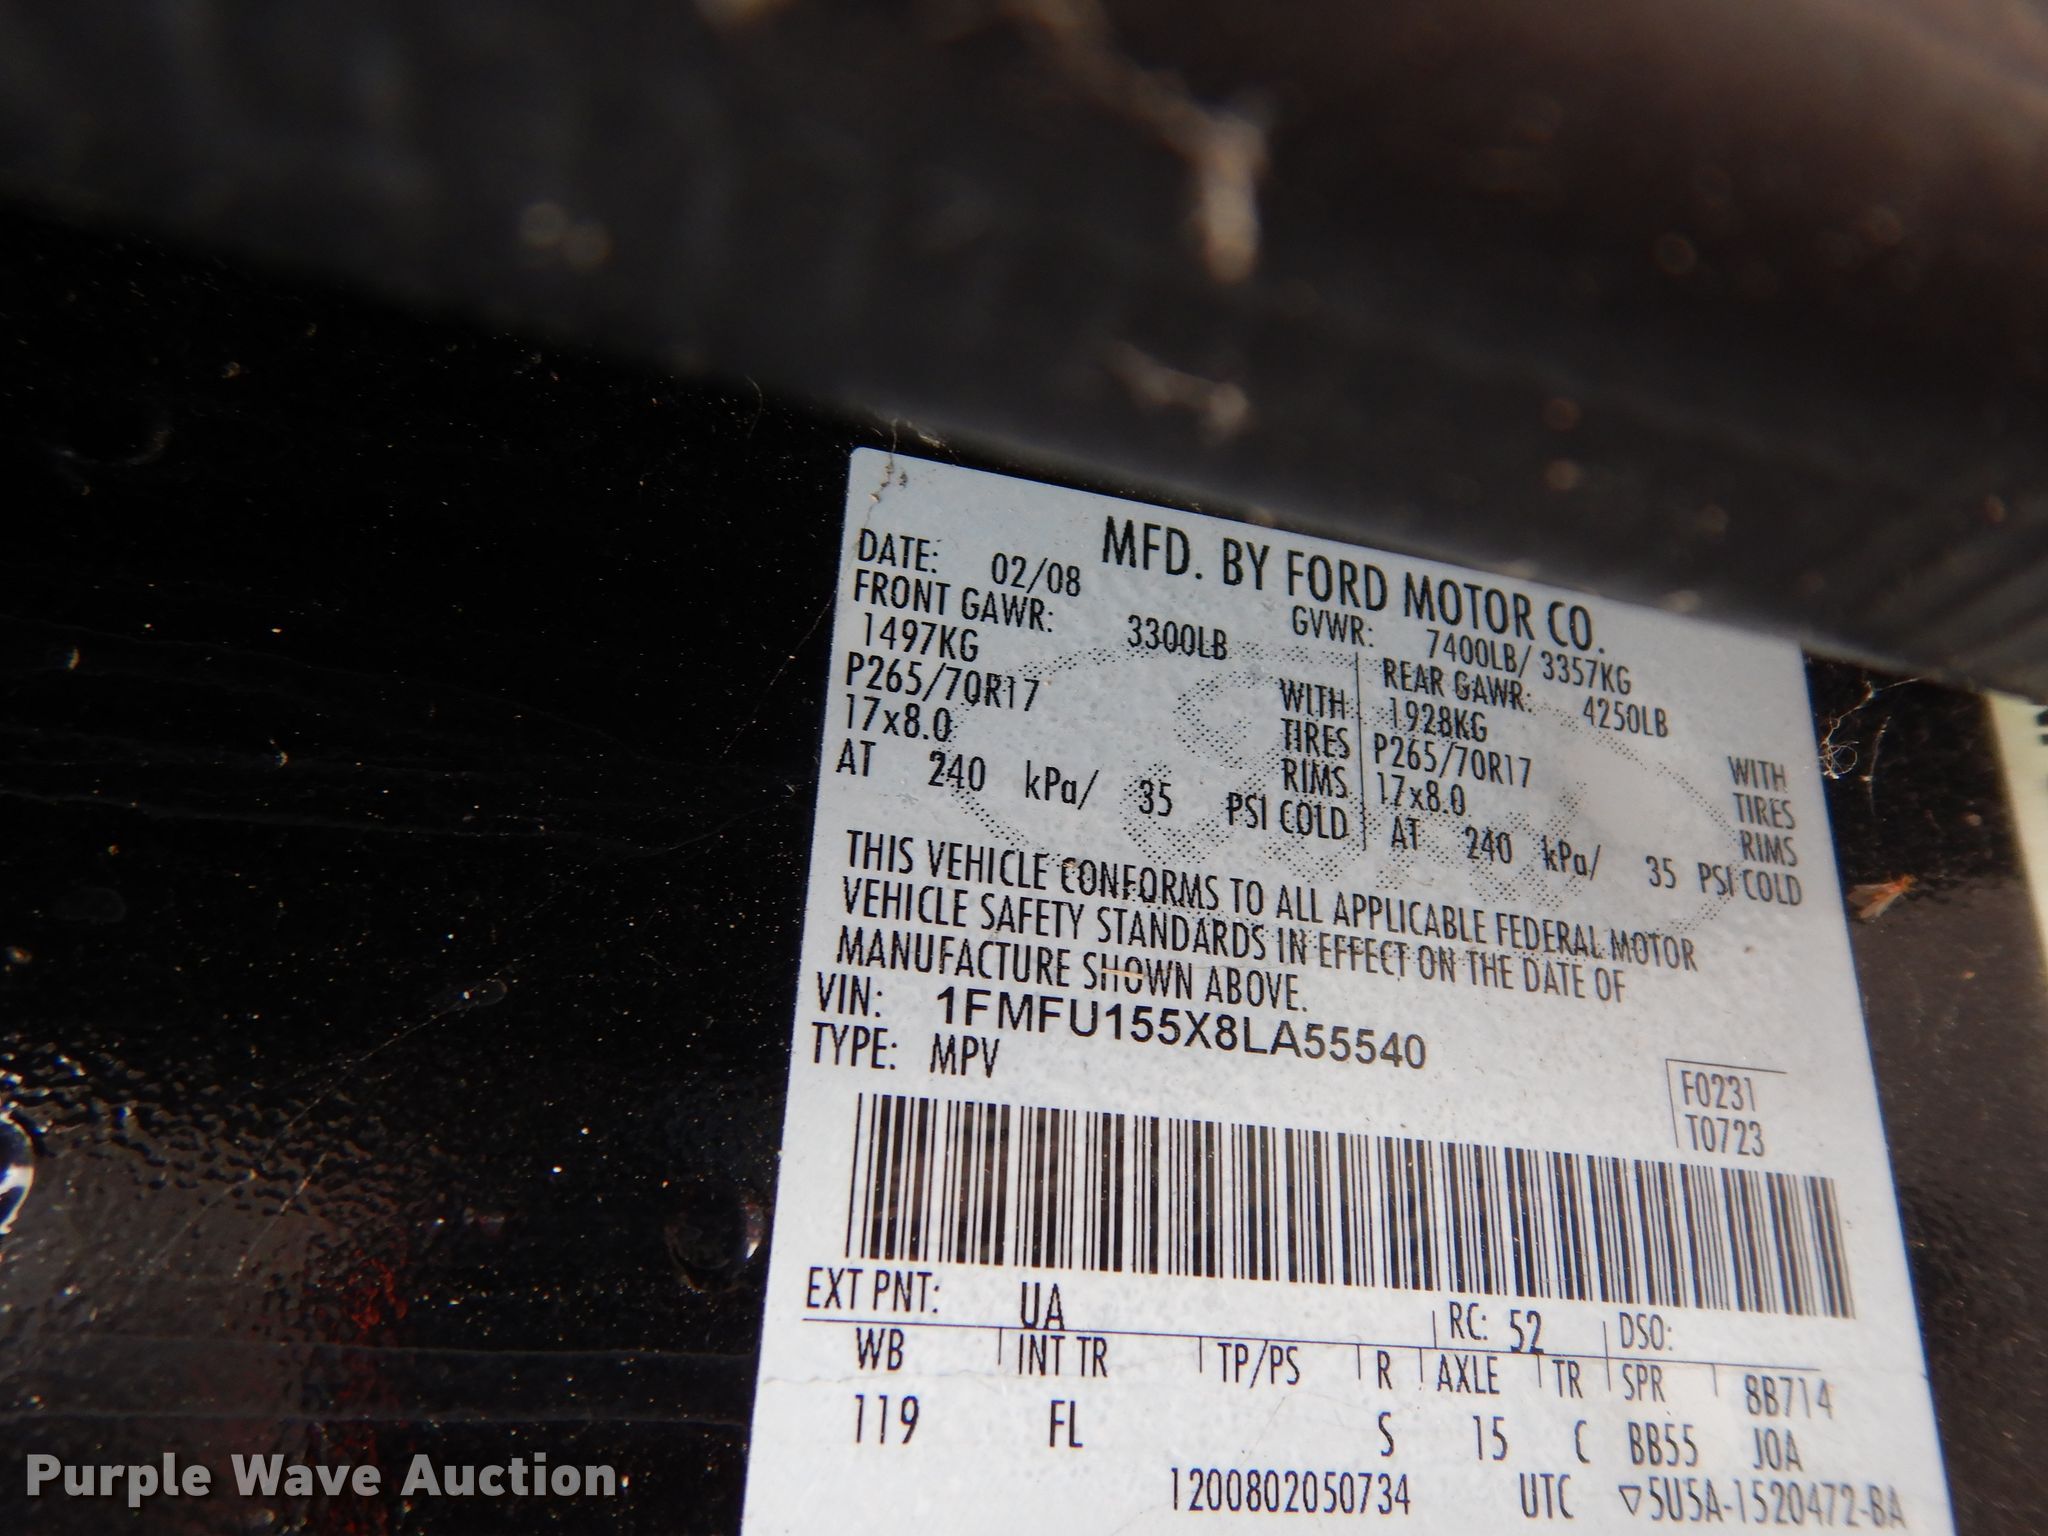 MFD. BY FORD MOTOR CO.
DATE: 02/08 GVWR: 7400LB/ 3357KG
FRONT GAWR: 3300LB REAR GAWR: 4250LB
1497KG WITH 1928KG WITH
P265/70R17 TIRES P265/70R17 TIRES
17x8.0 RIMS 17x8.0 RIMS
AT 240 kPa/ 35 PSI COLD AT 240 kPa/ 35 PSI COLD
THIS VEHICLE CONFORMS TO ALL APPLICABLE FEDERAL MOTOR
VEHICLE SAFETY STANDARDS IN EFFECT ON THE DATE OF
MANUFACTURE SHOWN ABOVE.
VIN: 1FMFU155X8LA55540
TYPE: MPV
F0231
T0723
EXT PNT: UA RC: 52 DSO:
WB INT TR TP/PS R AXLE TR SPR 8B714
119 FL S 15 C BB55 JOA
1200802050734 UTC ▽5U5A-1520472-BA
Purple Wave Auction